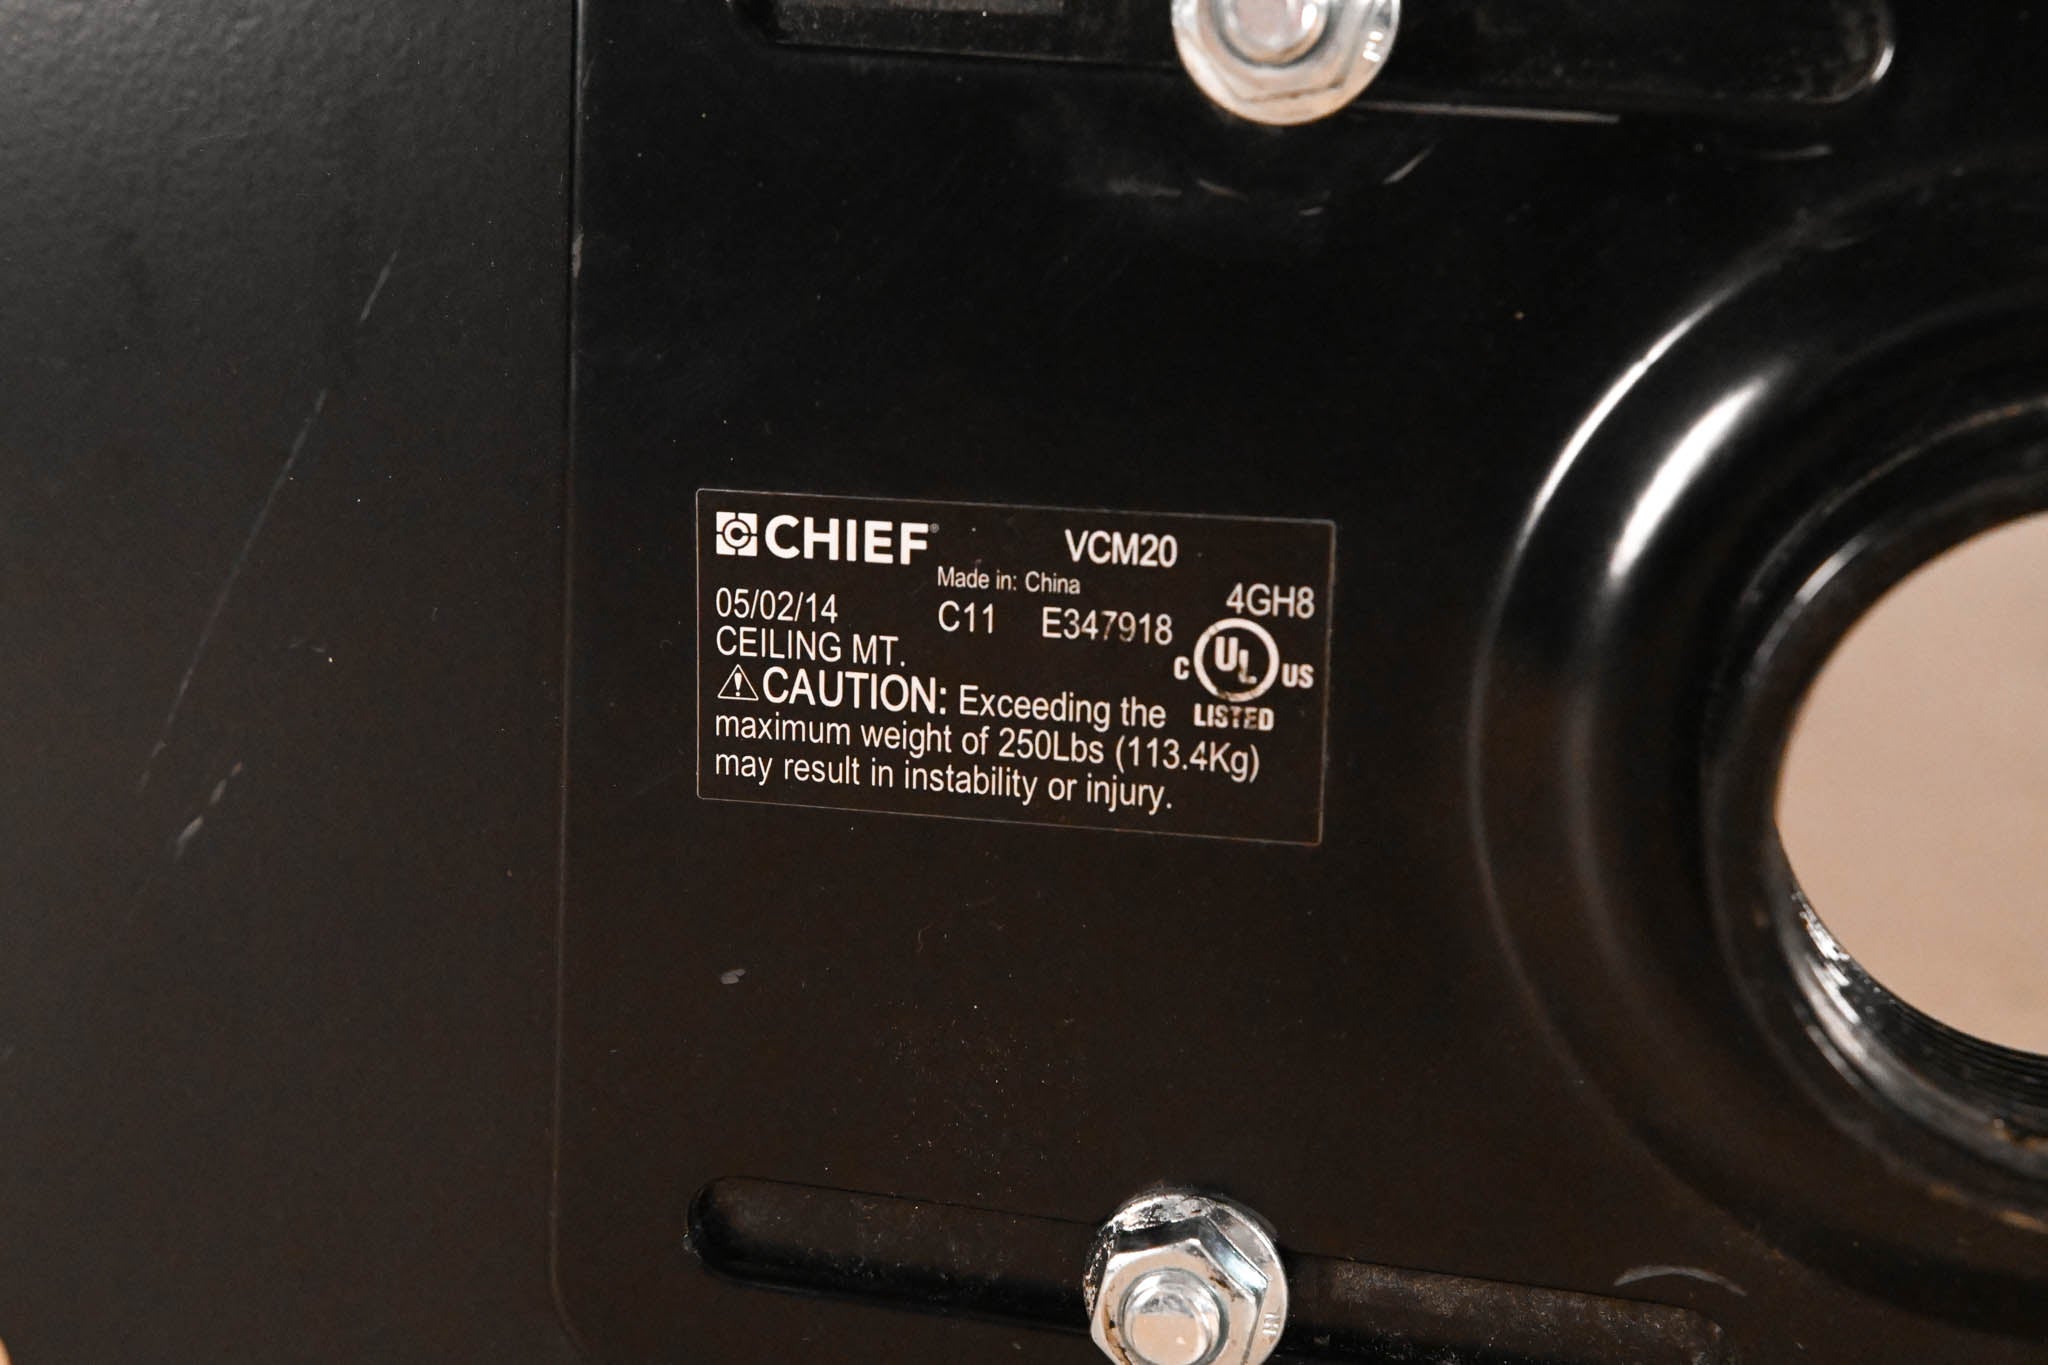 CHIEF® VCM20
Made in: China
05/02/14 C11 E347918 4GH8
CEILING MT.
C UL US
LISTED
CAUTION: Exceeding the
maximum weight of 250Lbs (113.4Kg)
may result in instability or injury.